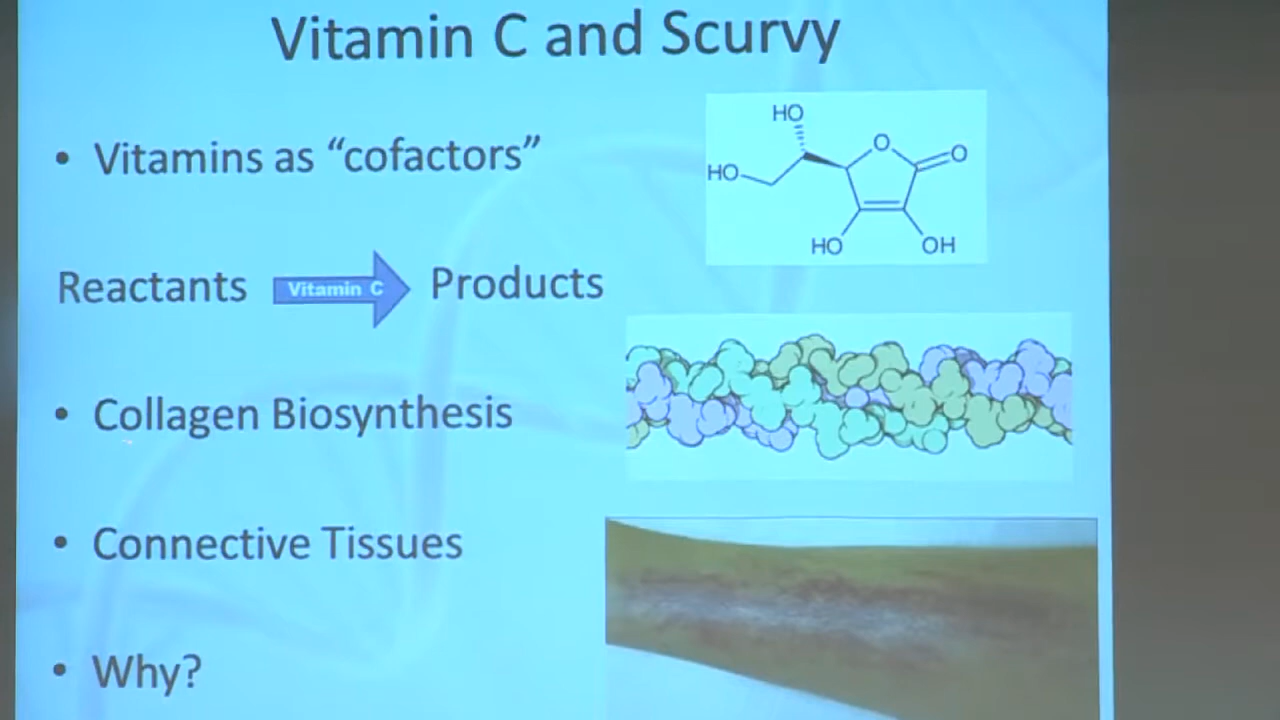 Vitamin C and Scurvy
• Vitamins as “cofactors”
Reactants Vitamin C Products
• Collagen Biosynthesis
• Connective Tissues
• Why?
HO
O
O
HO
HO
OH